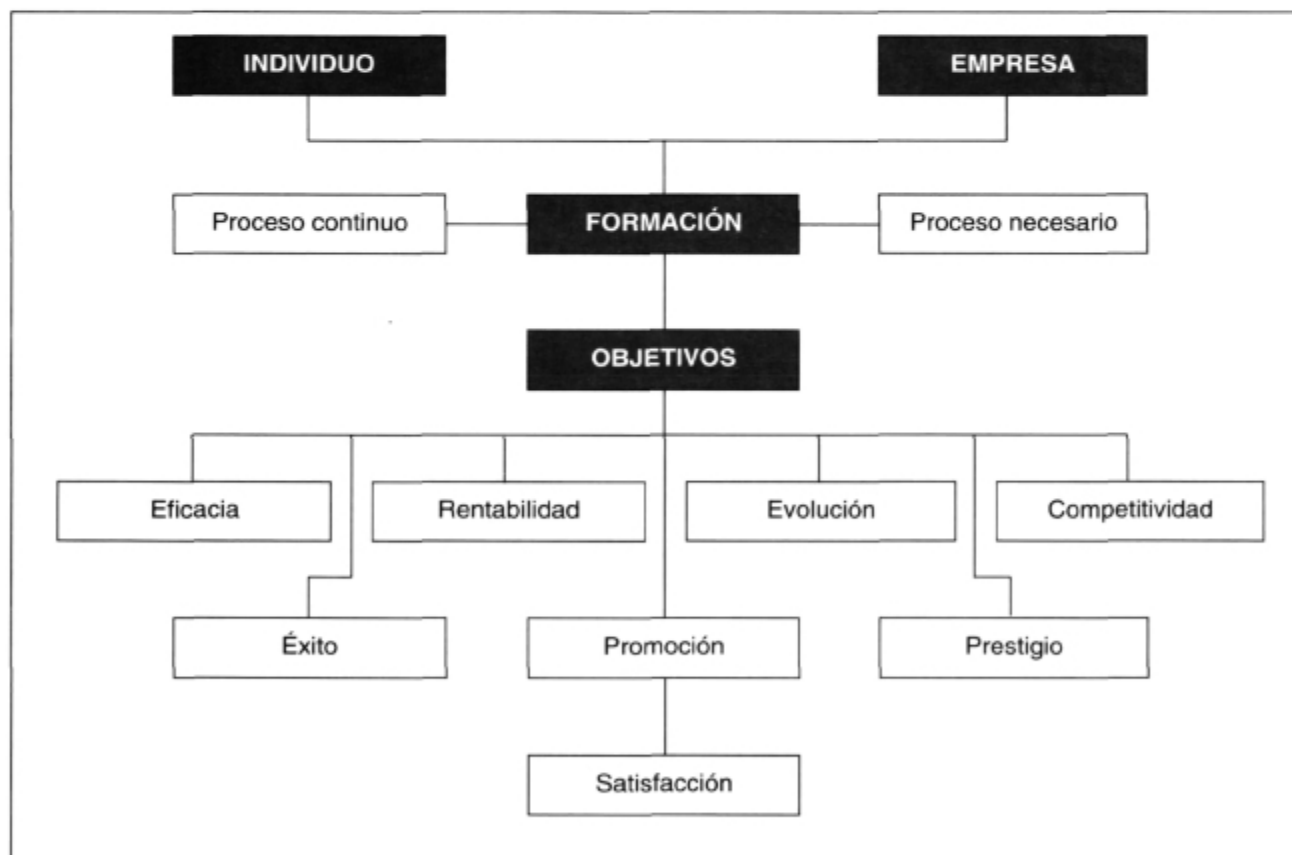 INDIVIDUO
EMPRESA
Proceso continuo
FORMACIÓN
Proceso necesario
OBJETIVOS
Eficacia
Rentabilidad
Evolución
Competitividad
Éxito
Promoción
Prestigio
Satisfacción